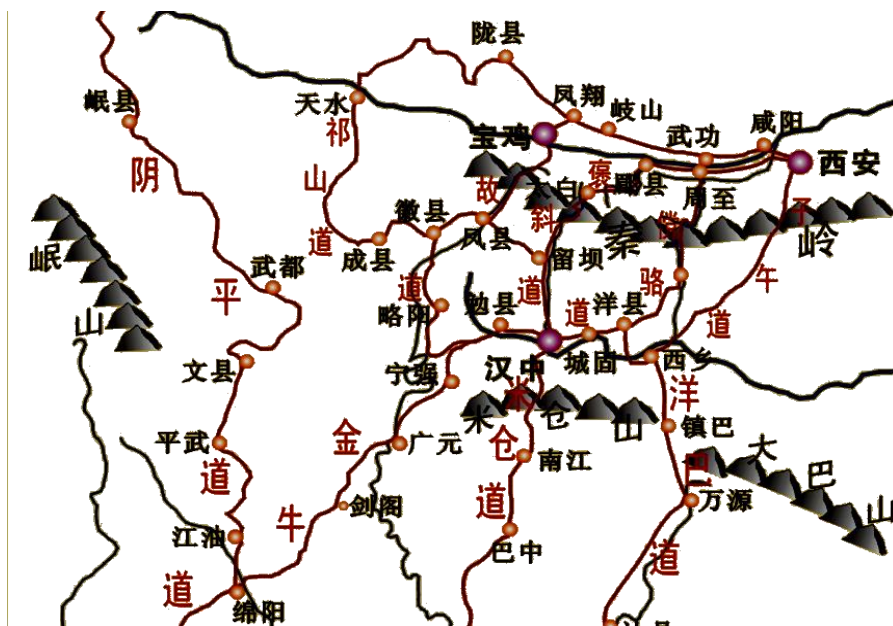 陇县
岷县
天水
凤翔
岐山
宝鸡
武功
咸阳
西安
祁山道
阴平道
太白
郿县
周至
故道
褒斜道
傥骆道
子午道
秦岭
徽县
成县
凤县
留坝
岷山
武都
略阳
勉县
洋县
道
文县
宁强
汉中
城固
西乡
米仓山
米仓道
洋巴道
镇巴
大巴山
平武
金牛道
广元
南江
万源
剑阁
江油
巴中
绵阳